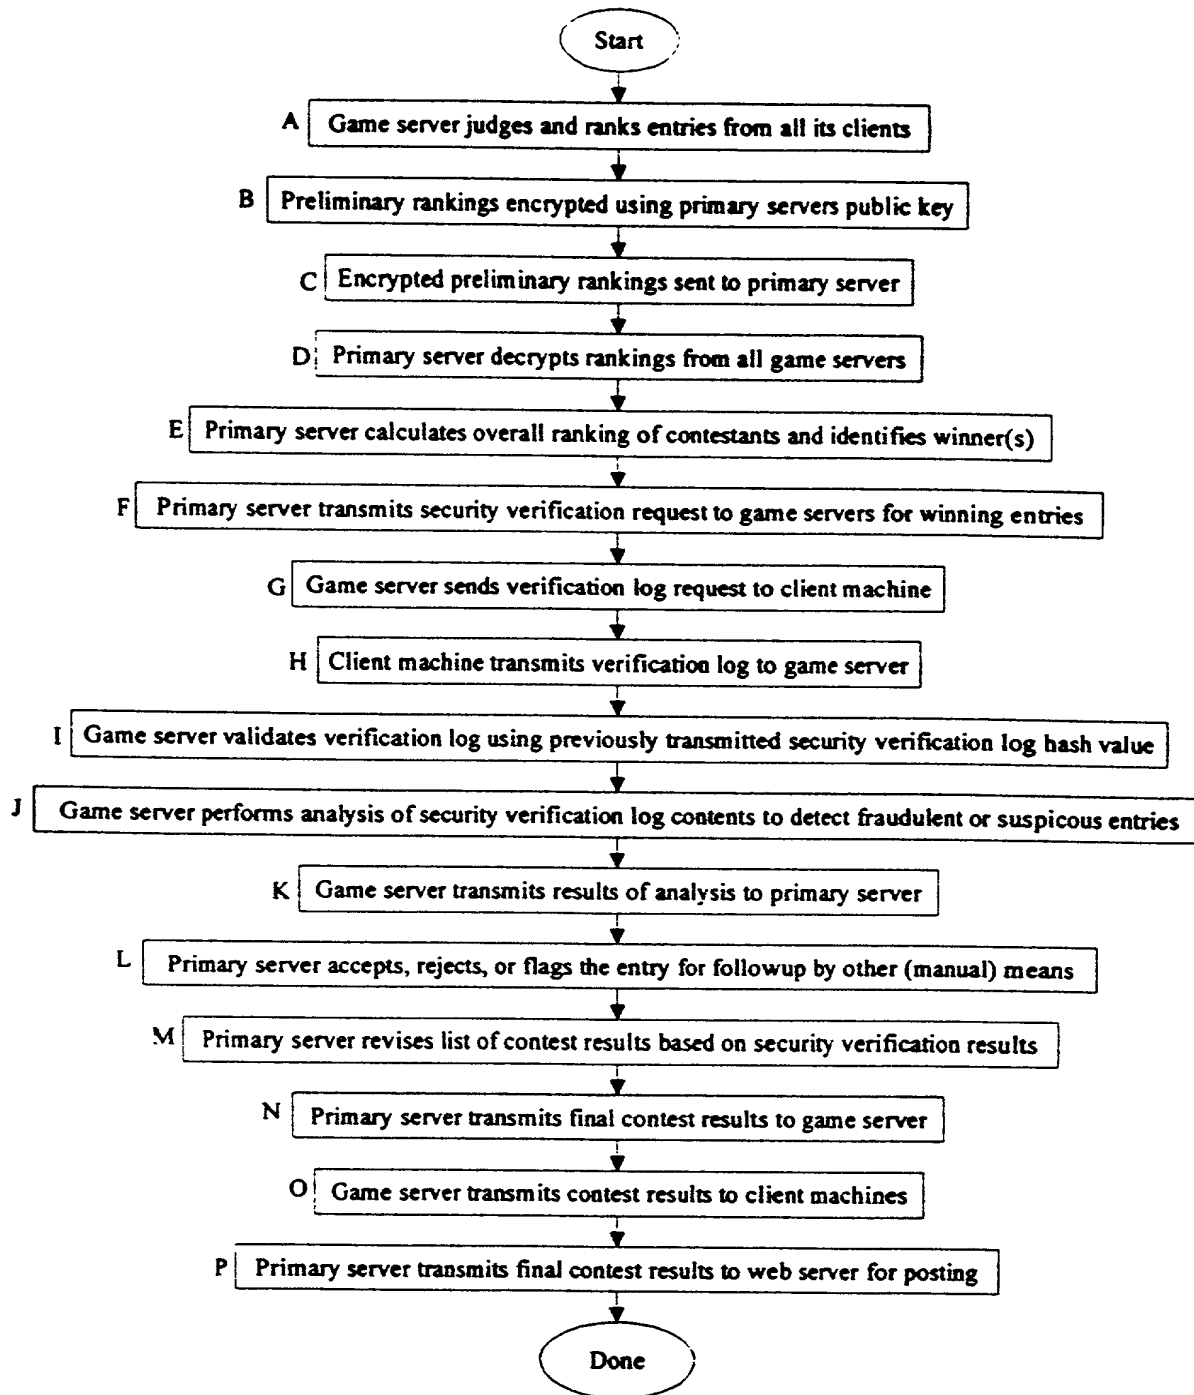 Start
A Game server judges and ranks entries from all its clients
B Preliminary rankings encrypted using primary servers public key
C Encrypted preliminary rankings sent to primary server
D Primary server decrypts rankings from all game servers
E Primary server calculates overall ranking of contestants and identifies winner(s)
F Primary server transmits security verification request to game servers for winning entries
G Game server sends verification log request to client machine
H Client machine transmits verification log to game server
I Game server validates verification log using previously transmitted security verification log hash value
J Game server performs analysis of security verification log contents to detect fraudulent or suspicous entries
K Game server transmits results of analysis to primary server
L Primary server accepts, rejects, or flags the entry for followup by other (manual) means
M Primary server revises list of contest results based on security verification results
N Primary server transmits final contest results to game server
O Game server transmits contest results to client machines
P Primary server transmits final contest results to web server for posting
Done